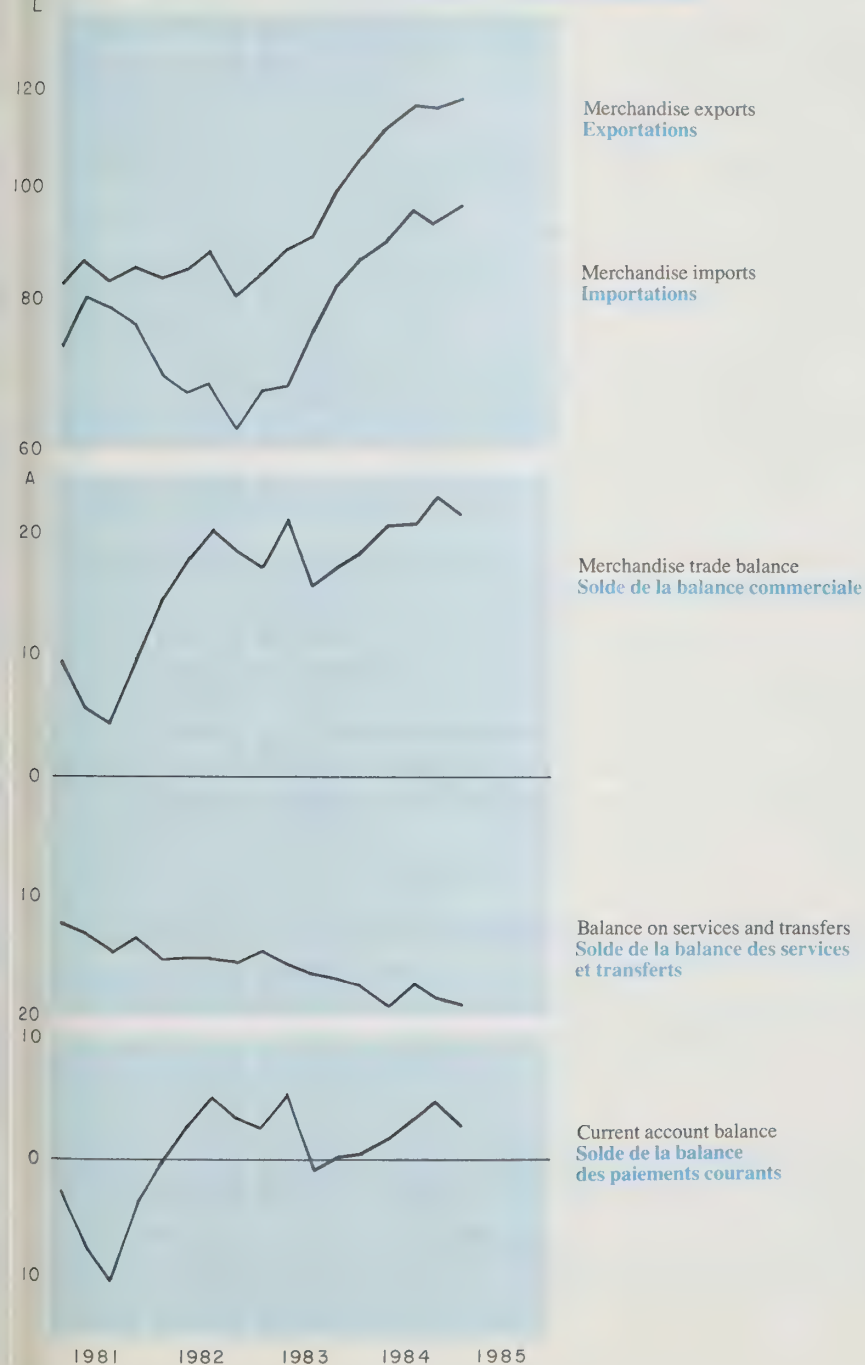 L
120
Merchandise exports
Exportations
100
Merchandise imports
Importations
80
60
A
20
Merchandise trade balance
Solde de la balance commerciale
10
0
10
Balance on services and transfers
Solde de la balance des services
et transferts
20
10
Current account balance
Solde de la balance
des paiements courants
0
10
1981 1982 1983 1984 1985